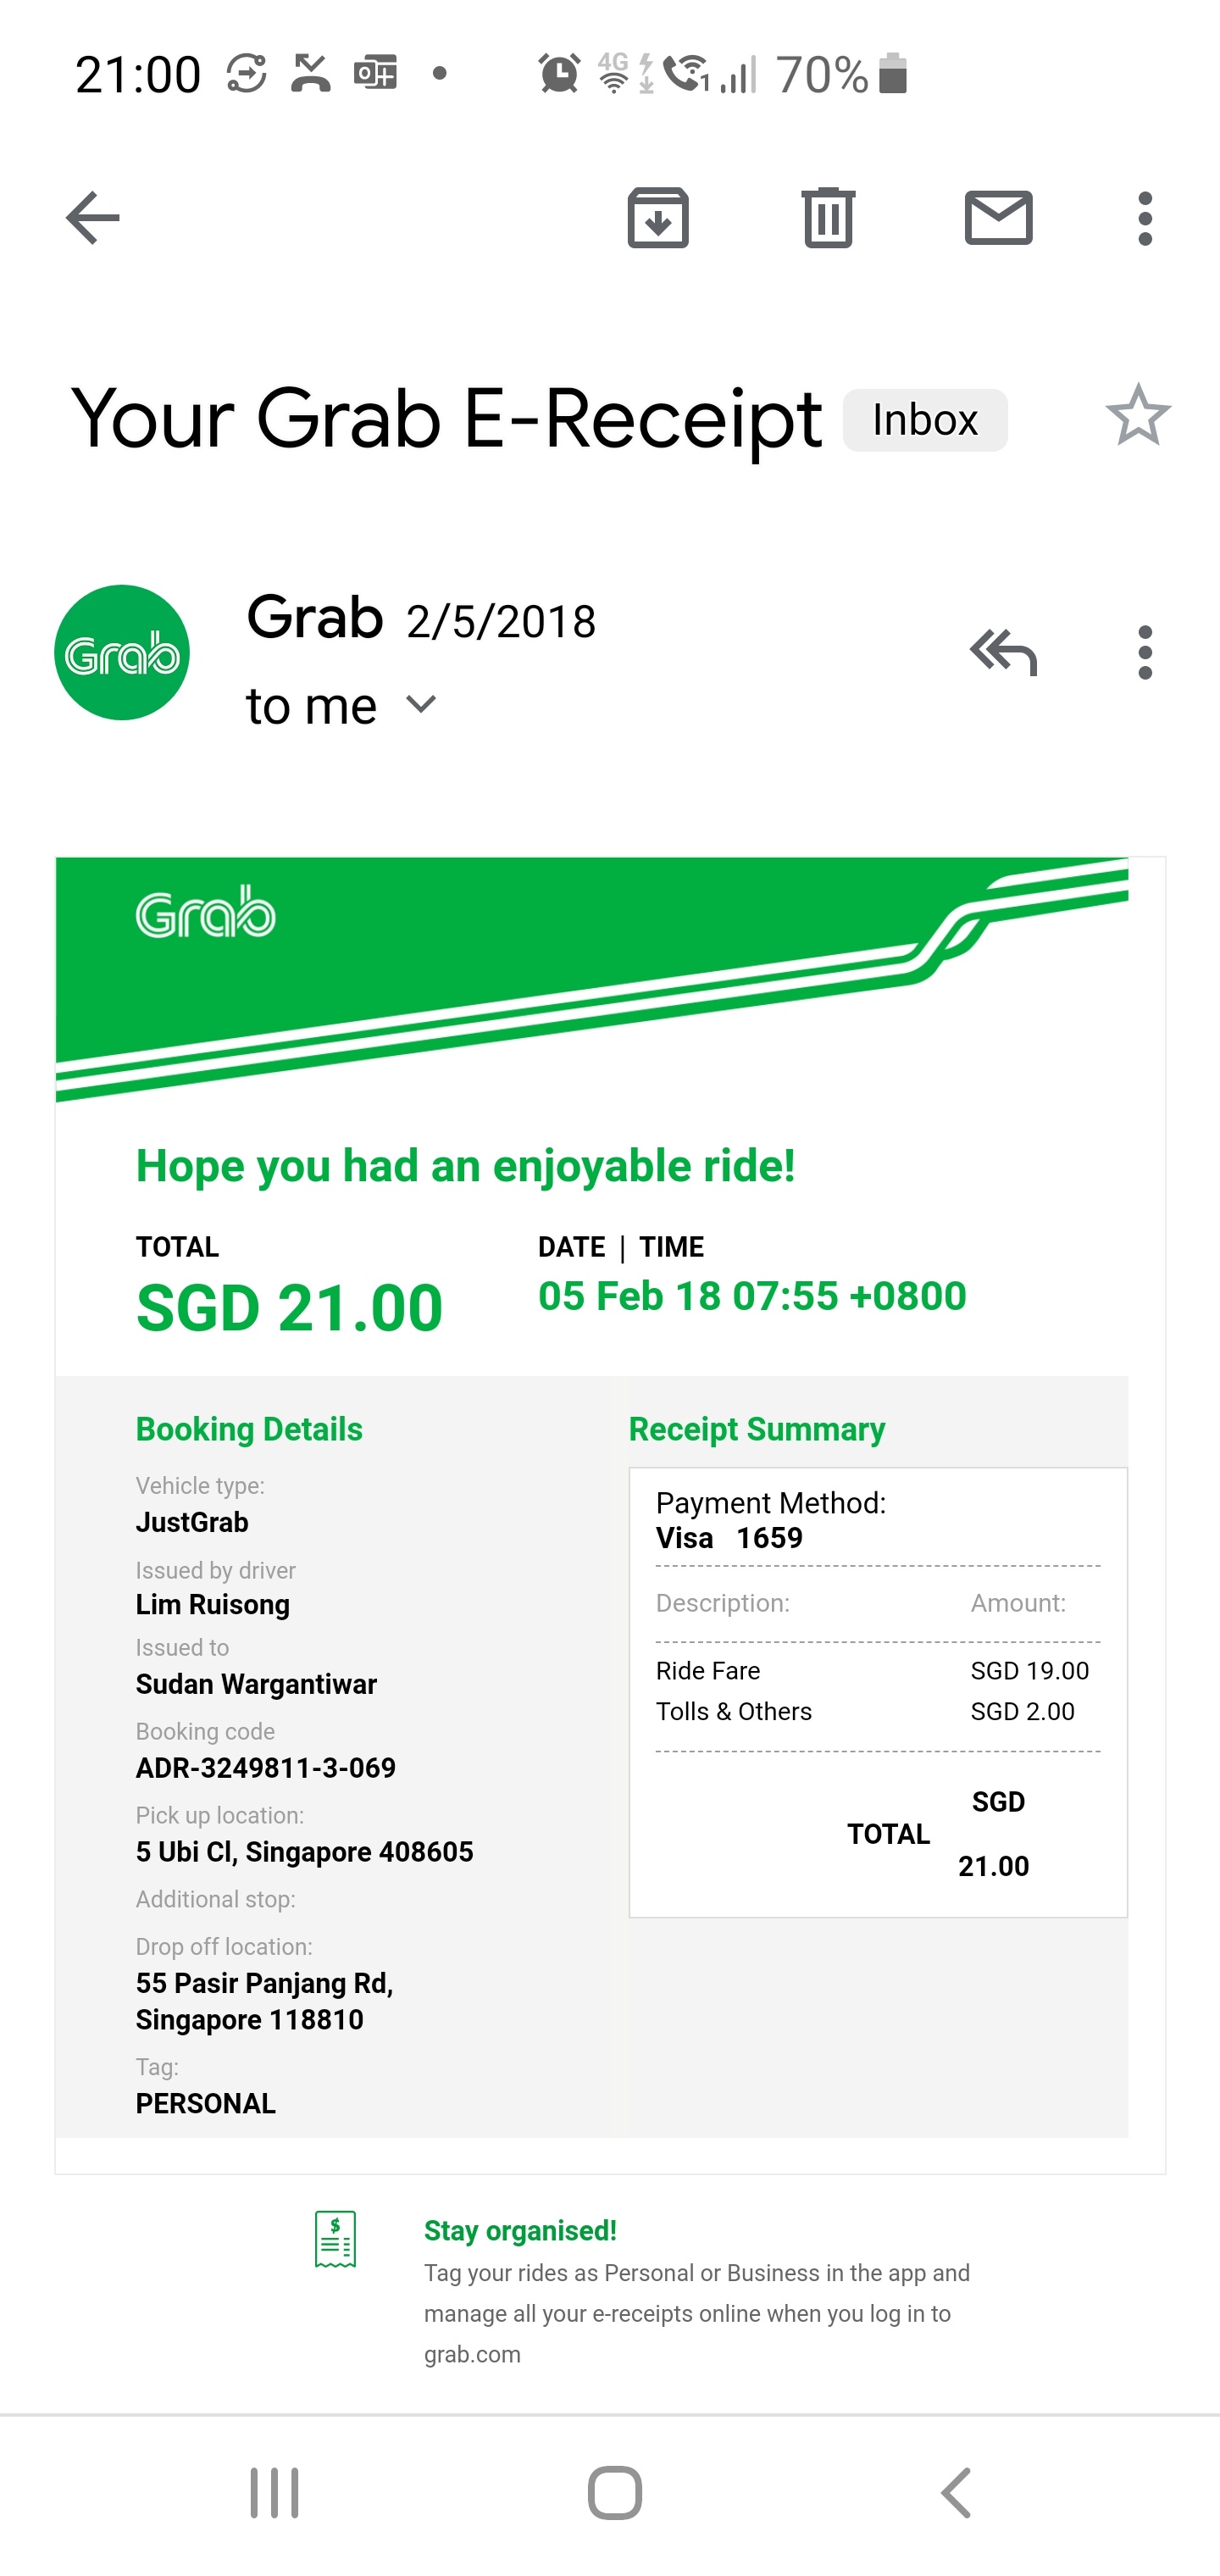 21:00 4G 1 70%
Your Grab E-Receipt Inbox
Grab
Grab 2/5/2018
to me
Grab
Hope you had an enjoyable ride!
TOTAL
SGD 21.00
DATE | TIME
05 Feb 18 07:55 +0800
Booking Details
Vehicle type:
JustGrab
Issued by driver
Lim Ruisong
Issued to
Sudan Wargantiwar
Booking code
ADR-3249811-3-069
Pick up location:
5 Ubi Cl, Singapore 408605
Additional stop:
Drop off location:
55 Pasir Panjang Rd,
Singapore 118810
Tag:
PERSONAL
Receipt Summary
Payment Method:
Visa 1659
Description: Amount:
Ride Fare SGD 19.00
Tolls & Others SGD 2.00
TOTAL SGD
21.00
$
Stay organised!
Tag your rides as Personal or Business in the app and
manage all your e-receipts online when you log in to
grab.com